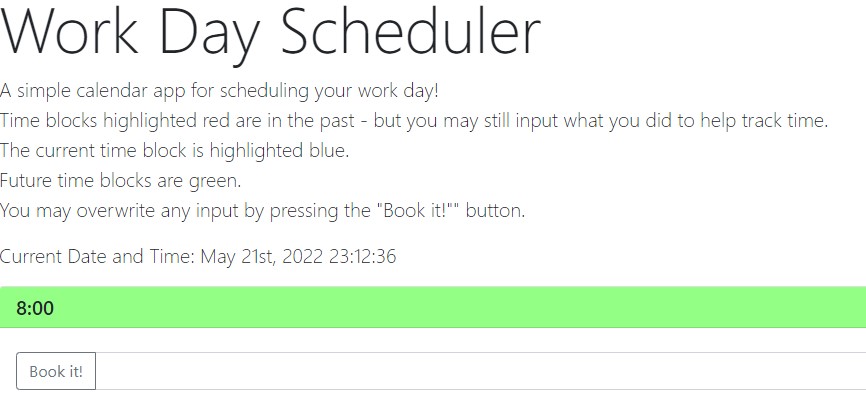 Work Day Scheduler
A simple calendar app for scheduling your work day!
Time blocks highlighted red are in the past - but you may still input what you did to help track time.
The current time block is highlighted blue.
Future time blocks are green.
You may overwrite any input by pressing the "Book it!"" button.
Current Date and Time: May 21st, 2022 23:12:36
8:00
Book it!